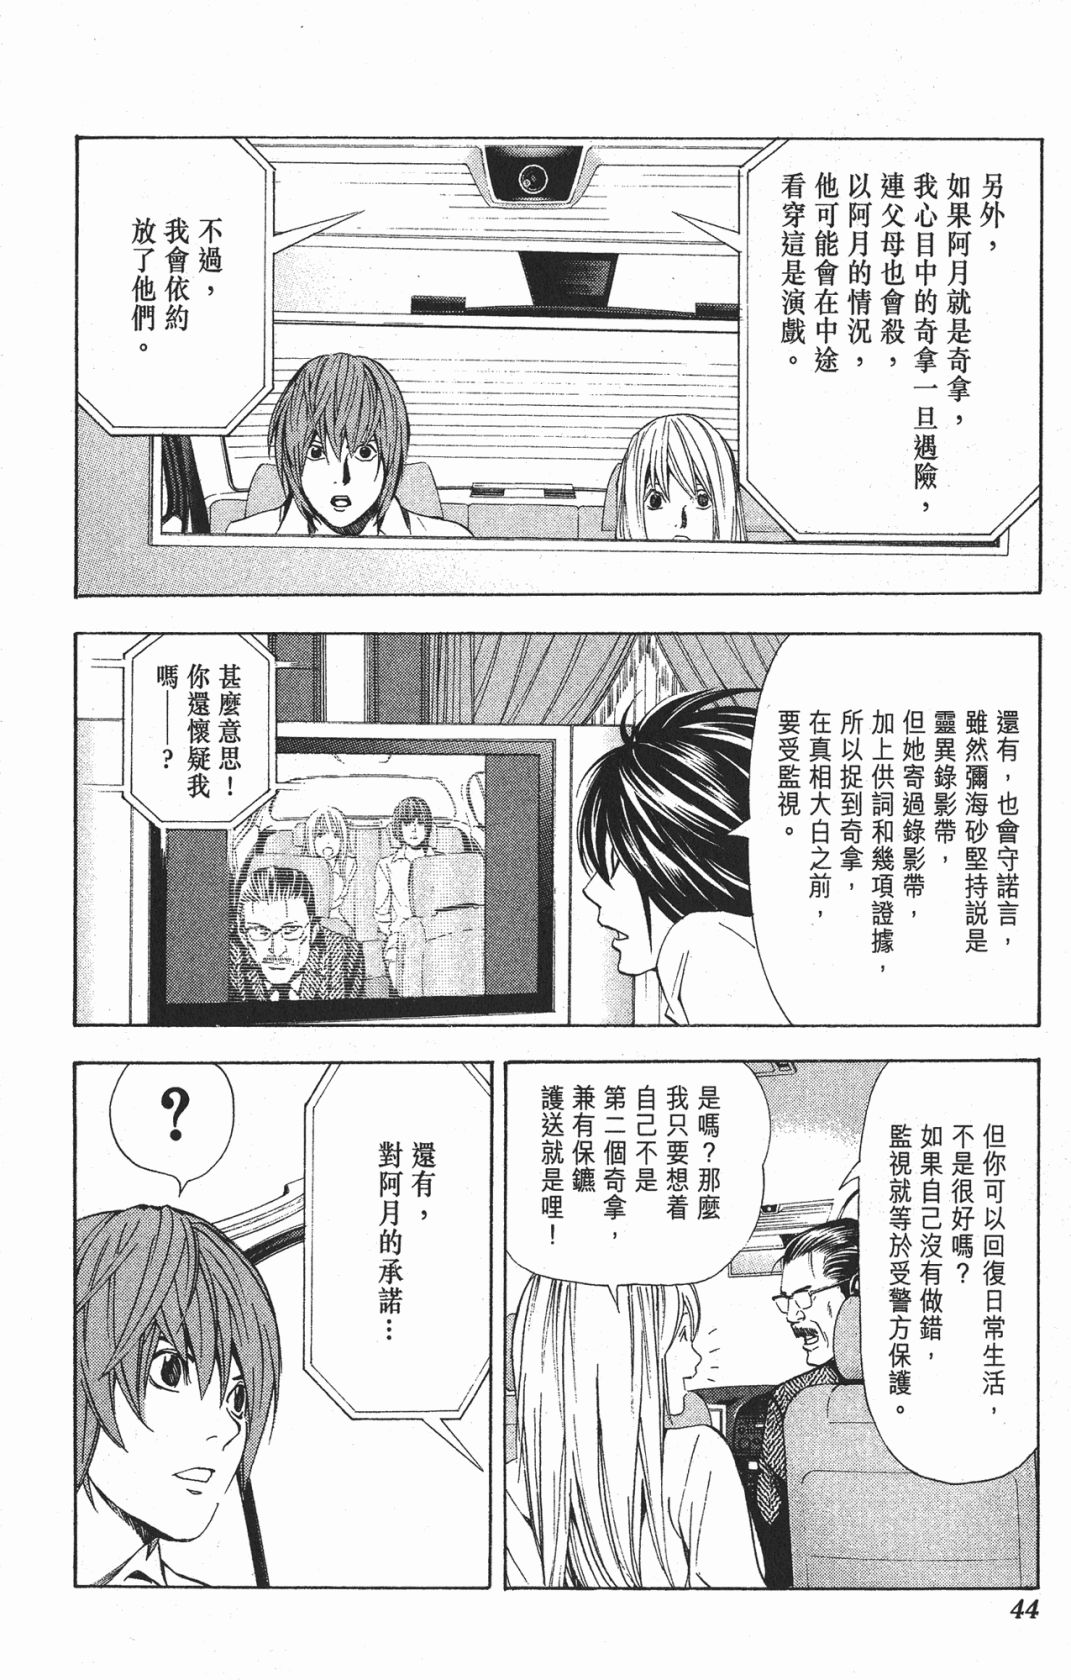 另外，
如果阿月就是奇拿，
我心目中的奇拿一旦遇險，
連父母也會殺，
以阿月的情況，
他可能會在中途
看穿這是演戲。
不過，
我會依約
放了他們。
還有，也會守諾言，
雖然彌海砂堅持說是
靈異錄影帶，
但她寄過錄影帶，
加上供詞和幾項證據，
所以捉到奇拿，
在真相大白之前，
要受監視。
甚麼意思！
你還懷疑我
嗎——？
但你可以回復日常生活，
不是很好嗎？
如果自己沒有做錯，
監視就等於受警方保護。
是嗎？那麼
我只要想着
自己不是
第二個奇拿，
兼有保鑣
護送就是哩！
還有，
對阿月的承諾…
？
44